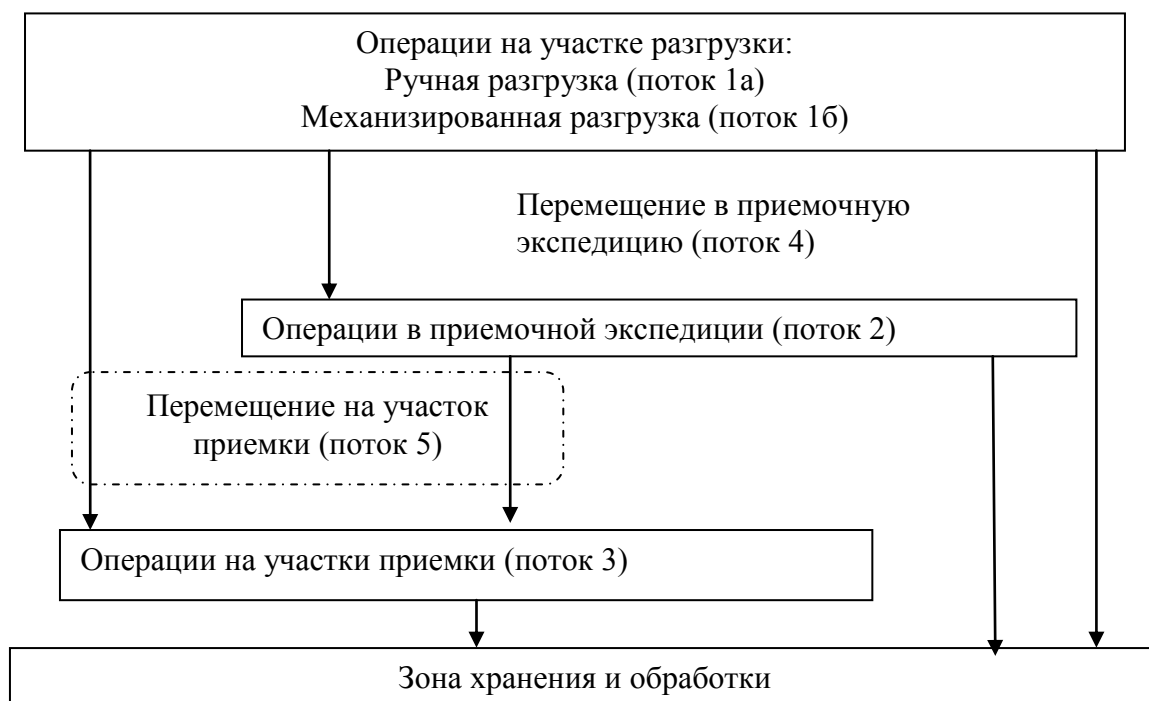 Операции на участке разгрузки:
Ручная разгрузка (поток 1а)
Механизированная разгрузка (поток 1б)
Перемещение в приемочную
экспедицию (поток 4)
Операции в приемочной экспедиции (поток 2)
Перемещение на участок
приемки (поток 5)
Операции на участки приемки (поток 3)
Зона хранения и обработки